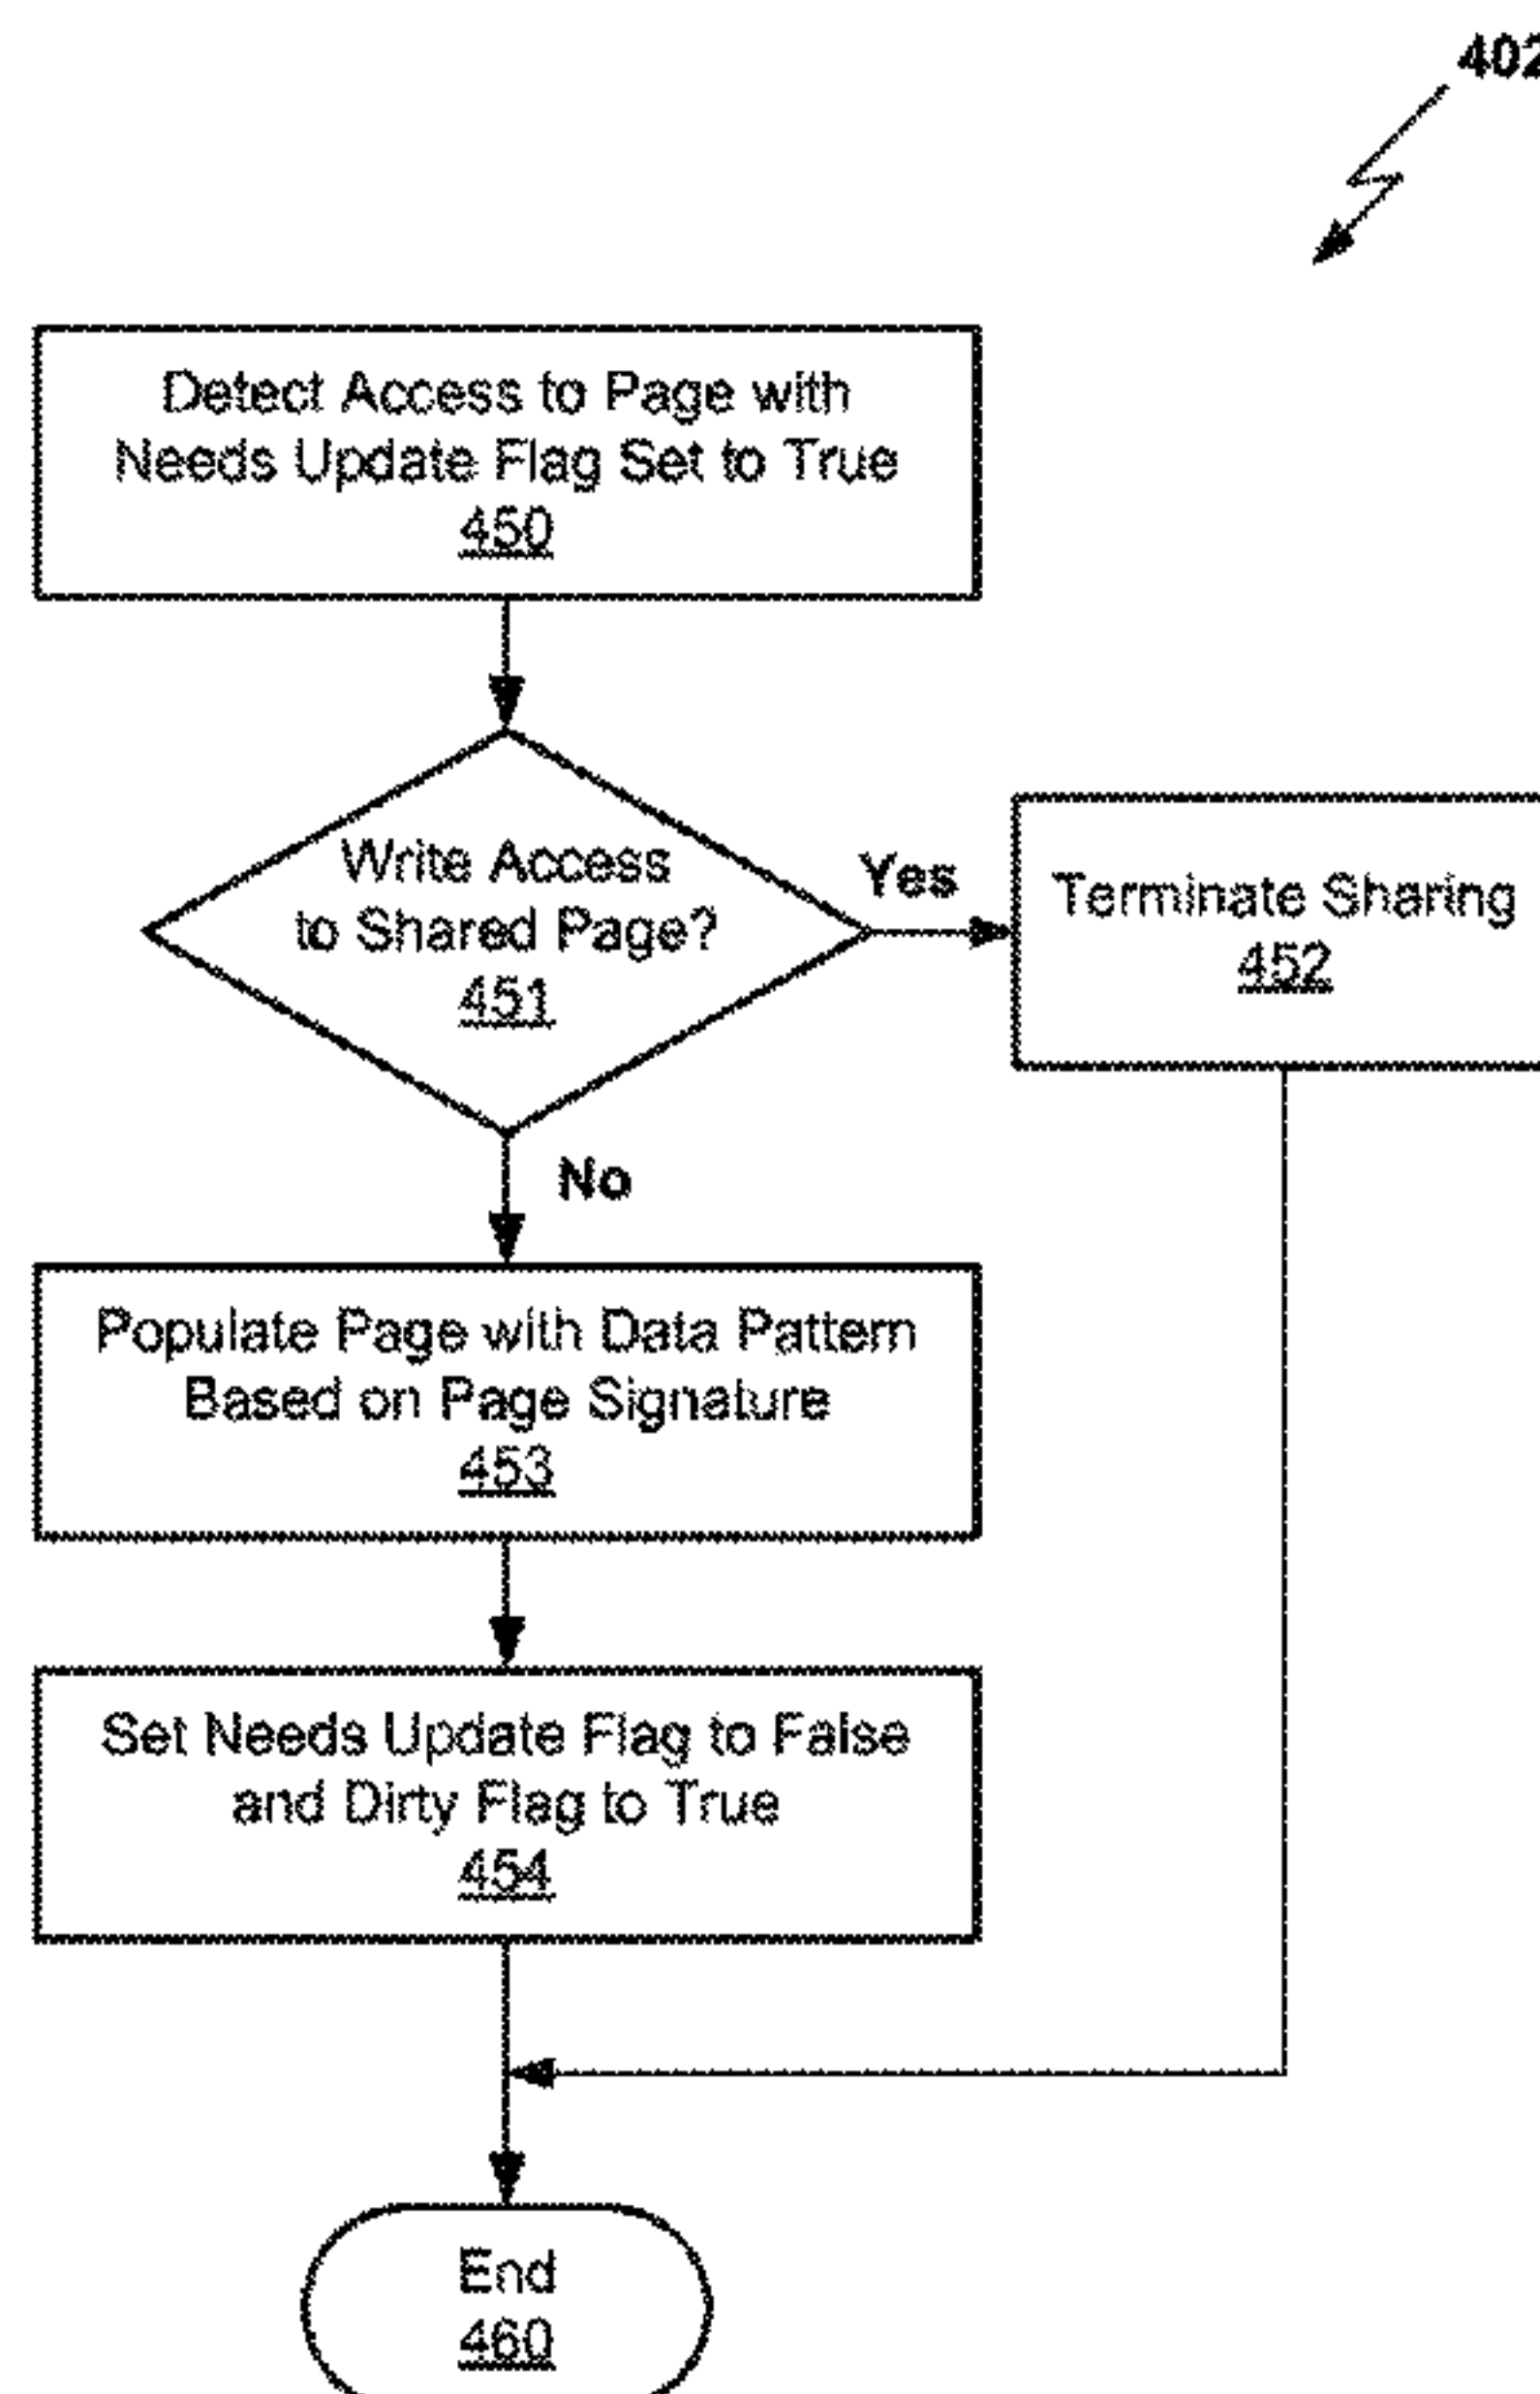 402
Detect Access to Page with
Needs Update Flag Set to True
450
Write Access
to Shared Page?
451
Yes
Terminate Sharing
452
No
Populate Page with Data Pattern
Based on Page Signature
453
Set Needs Update Flag to False
and Dirty Flag to True
454
End
460